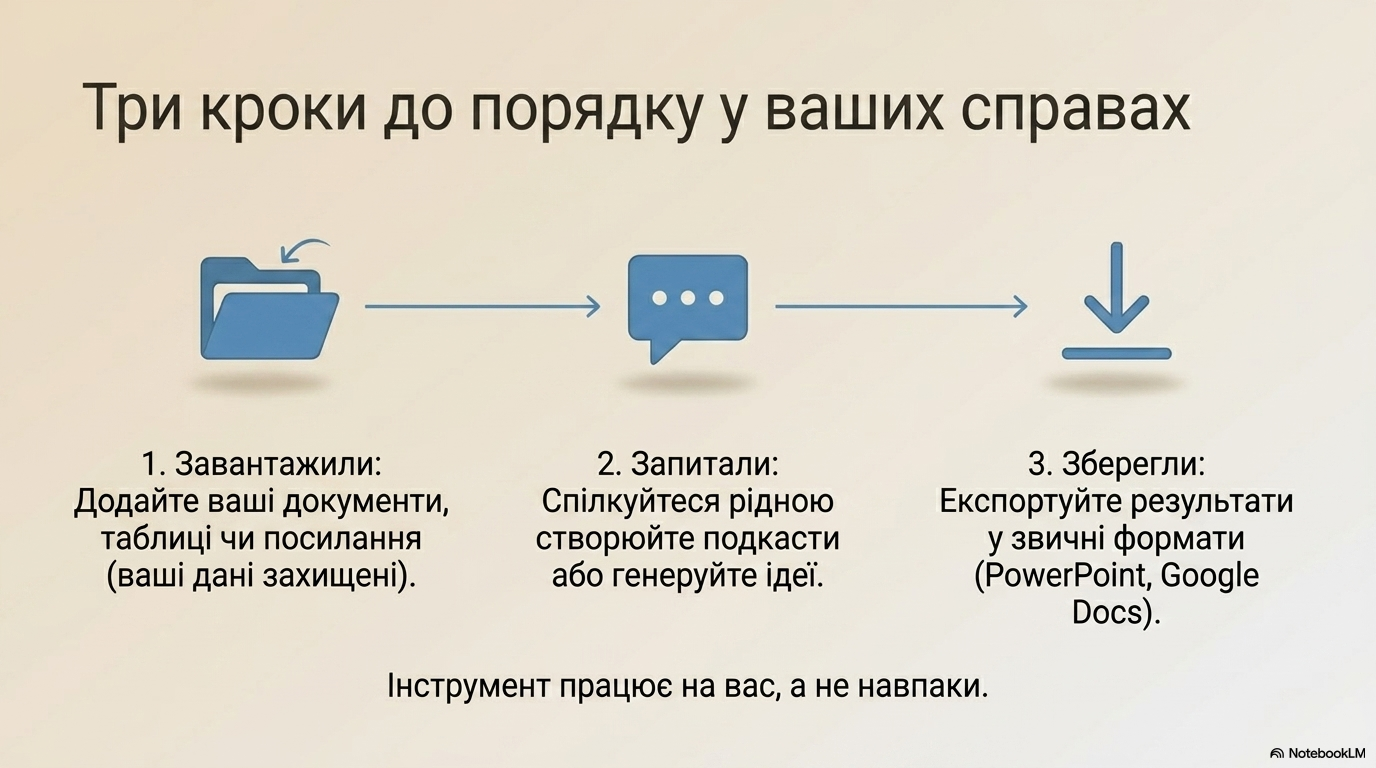 Три кроки до порядку у ваших справах
1. Завантажили:
Додайте ваші документи,
таблиці чи посилання
(ваші дані захищені).
2. Запитали:
Спілкуйтеся рідною
створюйте подкасти
або генеруйте ідеї.
3. Зберегли:
Експортуйте результати
у звичні формати
(PowerPoint, Google
Docs).
Інструмент працює на вас, а не навпаки.
NotebookLM